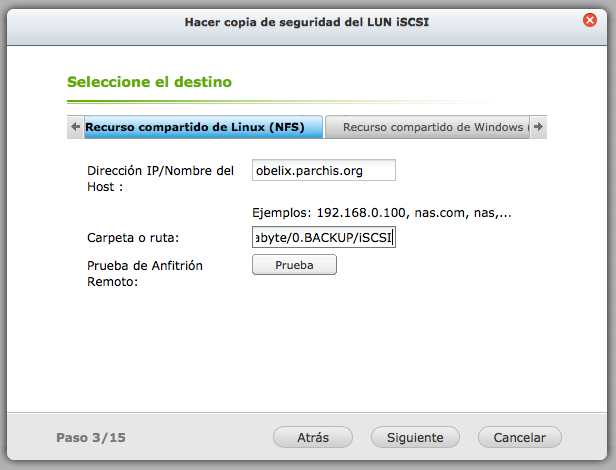 Hacer copia de seguridad del LUN iSCSI
Seleccione el destino
Recurso compartido de Linux (NFS)
Recurso compartido de Windows (
Dirección IP/Nombre del
Host :
obelix.parchis.org
Ejemplos: 192.168.0.100, nas.com, nas,...
Carpeta o ruta:
abyte/0.BACKUP/iSCSI
Prueba de Anfitrión
Remoto:
Prueba
Paso 3/15
Atrás
Siguiente
Cancelar